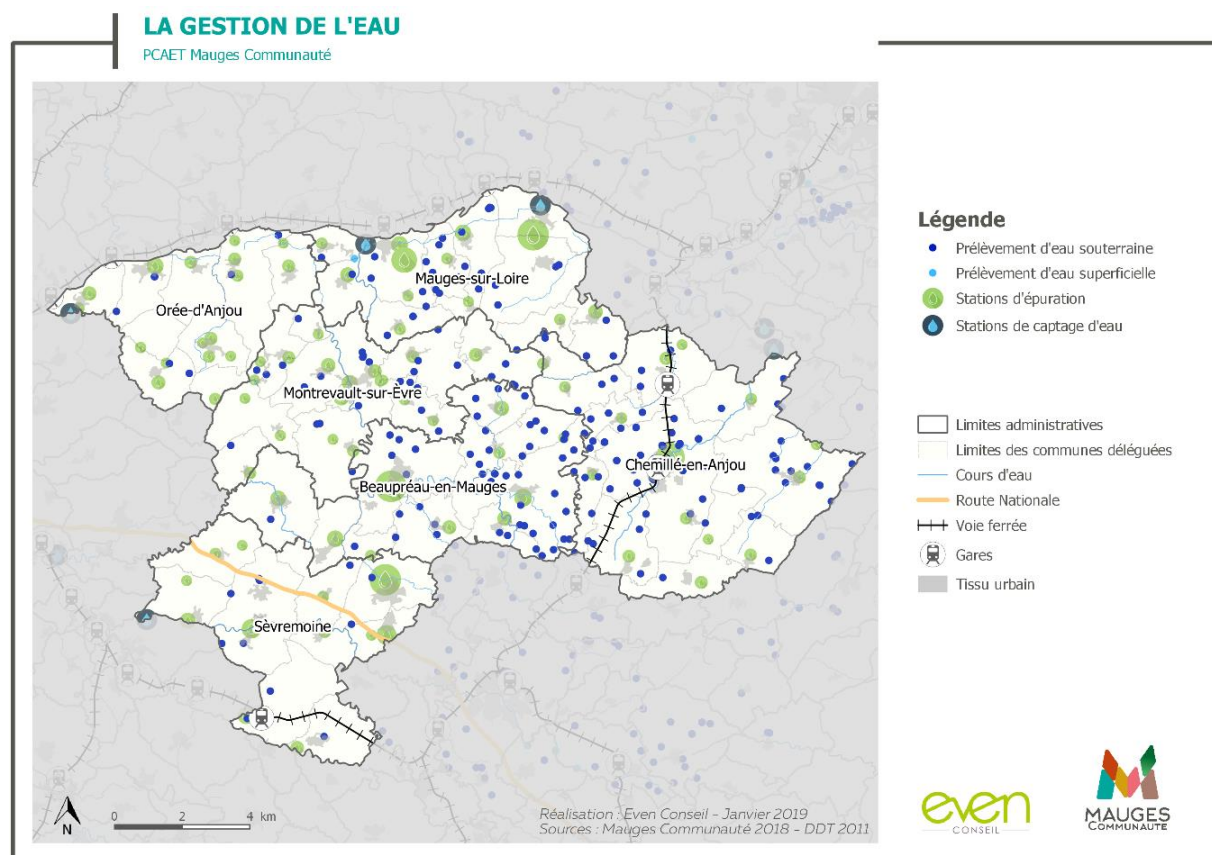 LA GESTION DE L'EAU
PCAET Mauges Communauté
Mauges-sur-Loire
Orée-d'Anjou
Montrevault-sur-Èvre
Chemillé-en-Anjou
Beaupréau-en-Mauges
Sèvremoine
Légende
Prélèvement d'eau souterraine
Prélèvement d'eau superficielle
Stations d'épuration
Stations de captage d'eau
Limites administratives
Limites des communes déléguées
Cours d'eau
Route Nationale
Voie ferrée
Gares
Tissu urbain
N
0 2 4 km
Réalisation : Even Conseil - Janvier 2019
Sources : Mauges Communauté 2018 - DDT 2011
even
CONSEIL
MAUGES
COMMUNAUTÉ